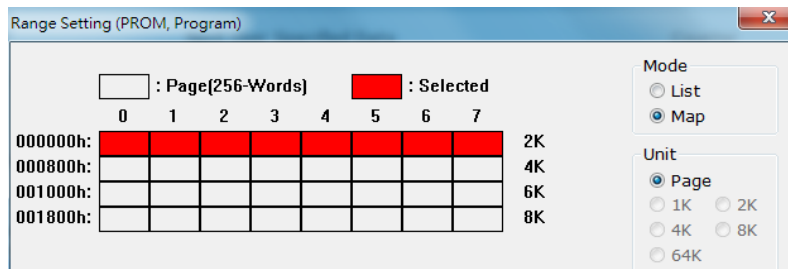 Range Setting (PROM, Program)
: Page(256-Words) : Selected
0 1 2 3 4 5 6 7
000000h: 2K
000800h: 4K
001000h: 6K
001800h: 8K
Mode
List
Map
Unit
Page
1K 2K
4K 8K
64K